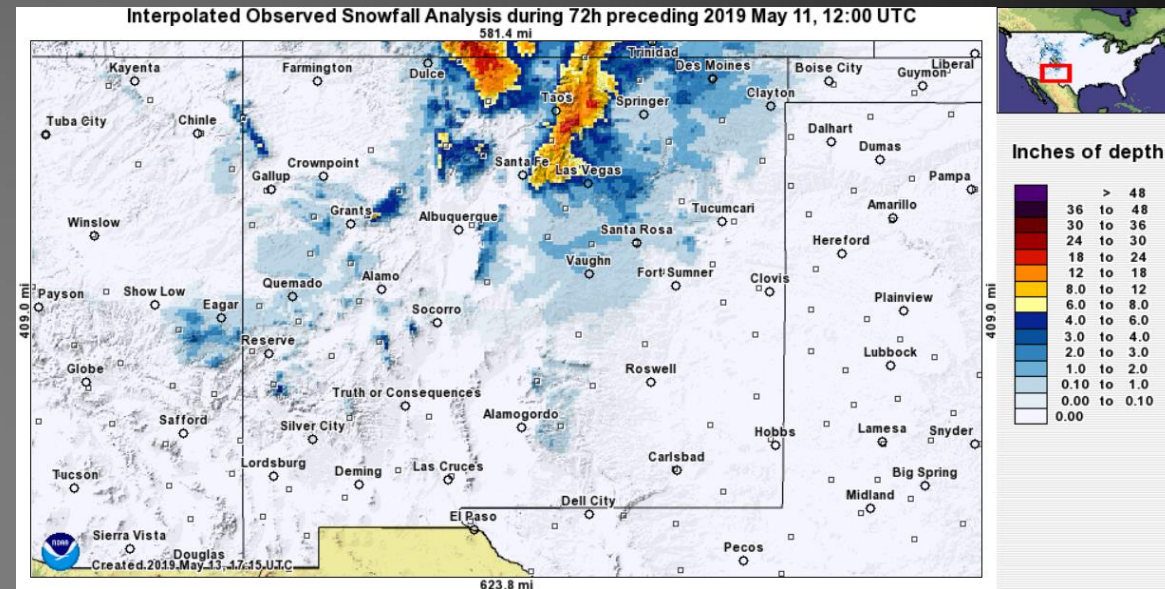 Interpolated Observed Snowfall Analysis during 72h preceding 2019 May 11, 12:00 UTC
581.4 mi
Kayenta
Farmington
Dulce
Trinidad
Des Moines
Boise City
Guymon
Liberal
Tuba City
Chinle
Taos
Springer
Clayton
Dalhart
Dumas
Crownpoint
Gallup
Santa Fe
Las Vegas
Pampa
Winslow
Grants
Albuquerque
Tucumcari
Amarillo
Santa Rosa
Hereford
Vaughn
Fort Sumner
Clovis
Payson
Show Low
Eagar
Quemado
Alamo
Socorro
Plainview
409.0 mi
409.0 mi
Reserve
Globe
Roswell
Lubbock
Truth or Consequences
Safford
Silver City
Alamogordo
Hobbs
Lamesa
Snyder
Tucson
Lordsburg
Deming
Las Cruces
Carlsbad
Big Spring
Midland
Dell City
El Paso
Sierra Vista
Douglas
Pecos
NOAA
Created 2019 May 13, 17:15 UTC
623.8 mi
Inches of depth
> 48
36 to 48
30 to 36
24 to 30
18 to 24
12 to 18
8.0 to 12
6.0 to 8.0
4.0 to 6.0
3.0 to 4.0
2.0 to 3.0
1.0 to 2.0
0.10 to 1.0
0.00 to 0.10
0.00